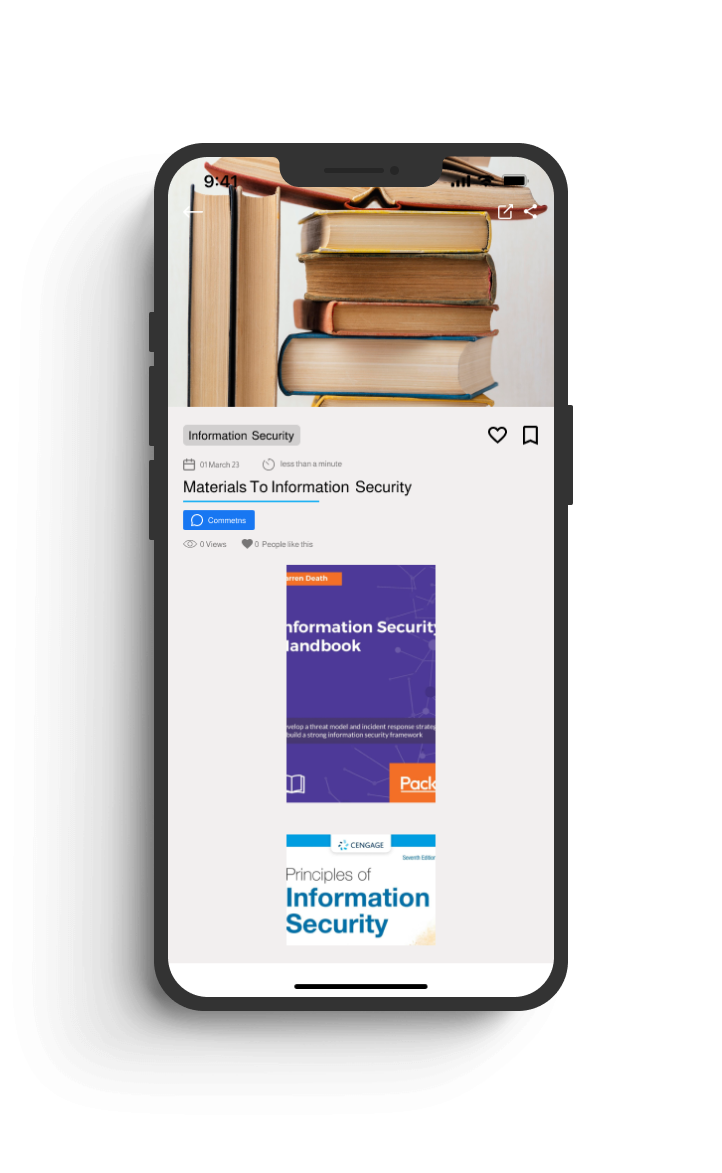 9:41
Information Security
01 March 23 less than a minute
Materials To Information Security
Commetns
0 Views 0 People like this
arren Death
nformation Security
Handbook
evelop a threat model and incident response strateg
build a strong information security framework
Pack
CENGAGE
Seventh Edition
Principles of
Information
Security